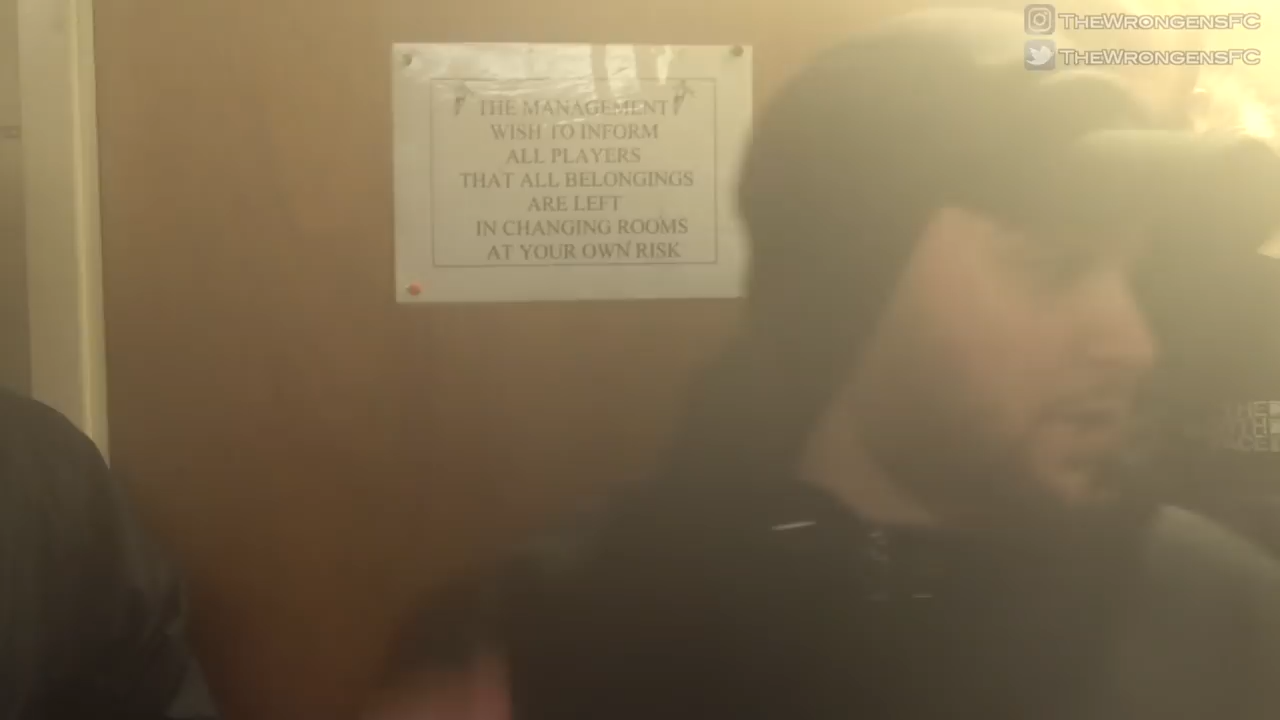 THEWRONGENSFC
THEWRONGENSFC
THE MANAGEMENT
WISH TO INFORM
ALL PLAYERS
THAT ALL BELONGINGS
ARE LEFT
IN CHANGING ROOMS
AT YOUR OWN RISK